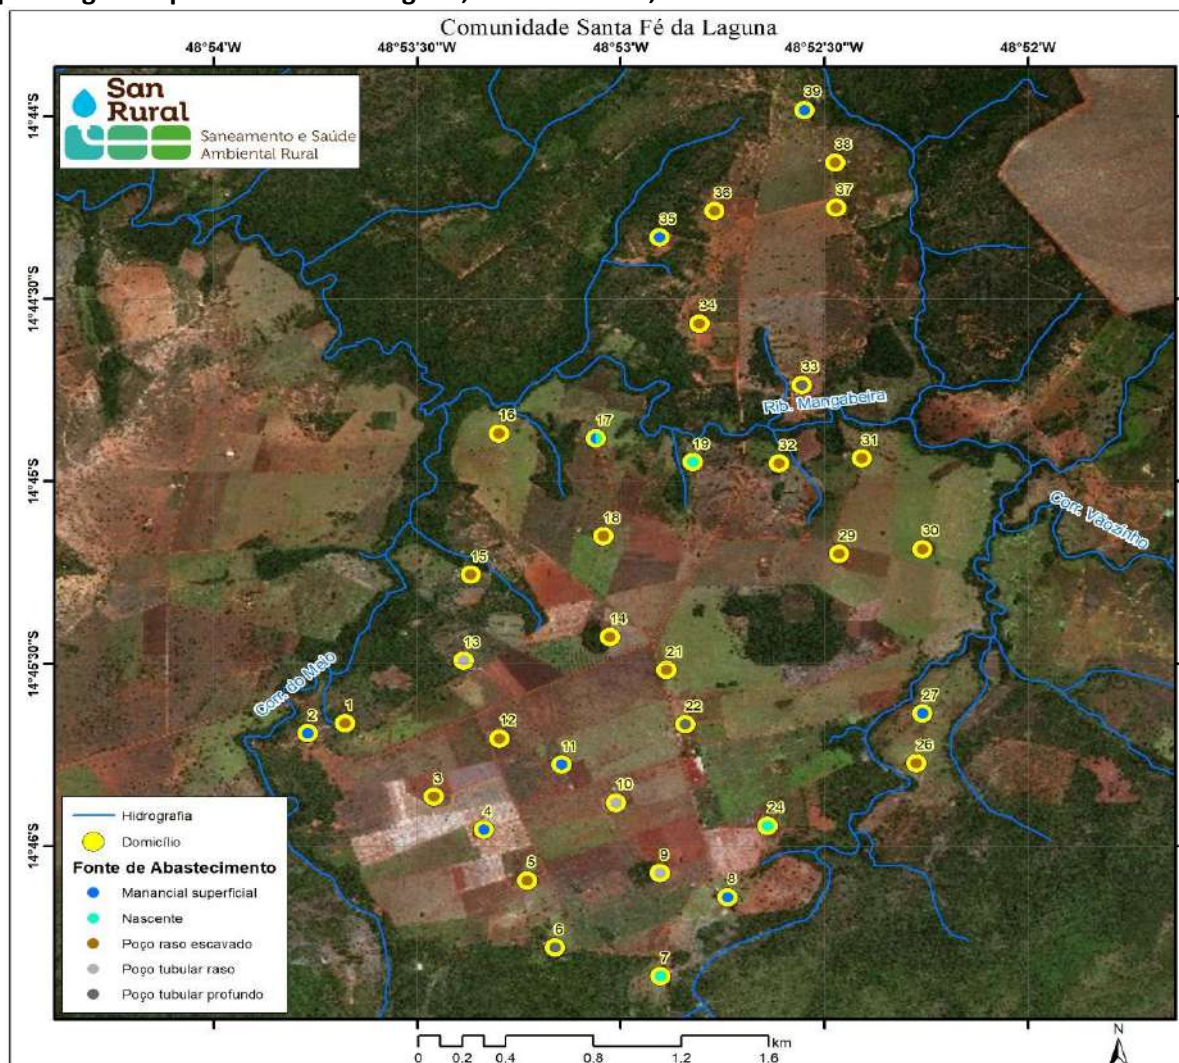 Comunidade Santa Fé da Laguna
48°54'W 48°53'30"W 48°53'W 48°52'30"W 48°52'W
San
Rural
Saneamento e Saúde
Ambiental Rural
14°44'S
14°44'30"S
14°45'S
14°45'30"S
14°46'S
39
38
37
36
35
34
33
Rib. Mangabeira
16
17
19
32
31
Corr. Vãozinho
18
29
30
15
14
13
21
Corr. do Meio
27
1
2
22
12
26
11
3
10
24
4
9
5
8
6
7
Hidrografia
Domicílio
Fonte de Abastecimento
Manancial superficial
Nascente
Poço raso escavado
Poço tubular raso
Poço tubular profundo
km
0 0.2 0.4 0.8 1.2 1.6
N